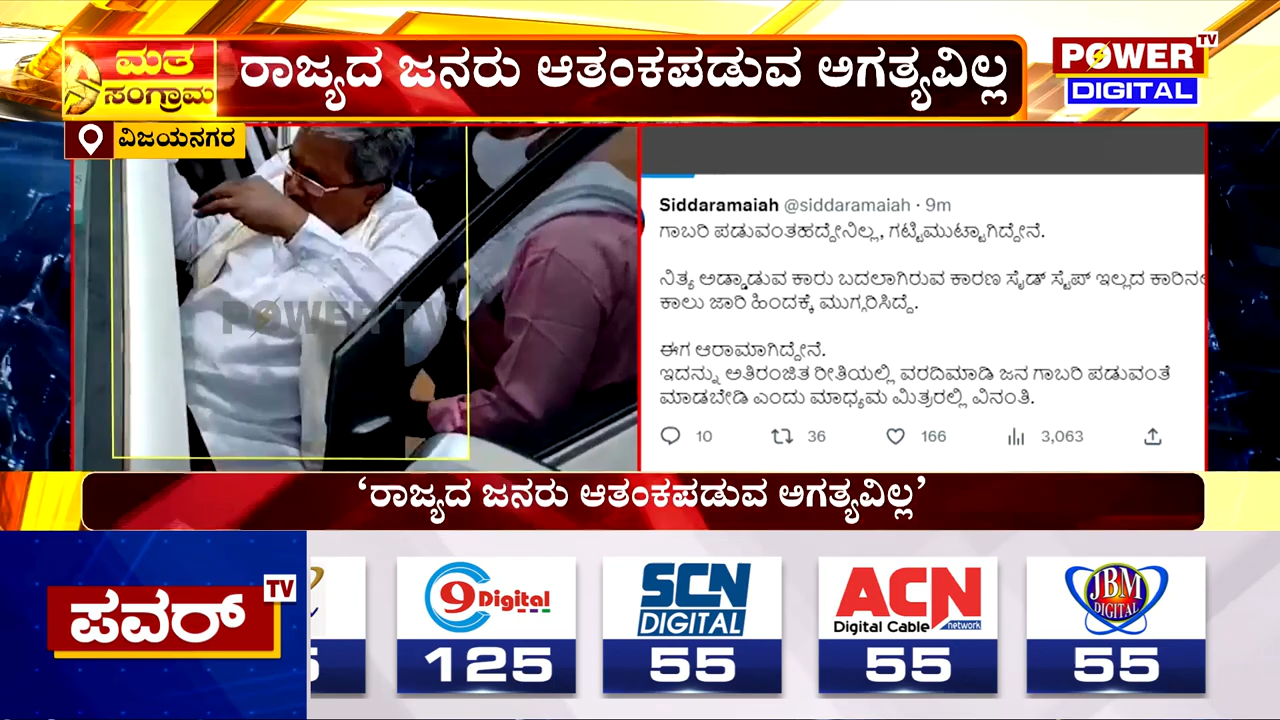 ಮತ
ಸಂಗ್ರಾಮ
ರಾಜ್ಯದ ಜನರು ಆತಂಕಪಡುವ ಅಗತ್ಯವಿಲ್ಲ
POWER TV
DIGITAL
ವಿಜಯನಗರ
POWER TV
Siddaramaiah @siddaramaiah · 9m
ಗಾಬರಿ ಪಡುವಂತಹದ್ದೇನಿಲ್ಲ, ಗಟ್ಟಿಮುಟ್ಟಾಗಿದ್ದೇನೆ.
ನಿತ್ಯ ಅಡ್ಡಾಡುವ ಕಾರು ಬದಲಾಗಿರುವ ಕಾರಣ ಸೈಡ್ ಸ್ಟೆಪ್ ಇಲ್ಲದ
ಕಾಲು ಜಾರಿ ಹಿಂದಕ್ಕೆ ಮುಗ್ಗರಿಸಿದ್ದೆ.
ಈಗ ಆರಾಮಾಗಿದ್ದೇನೆ.
ಇದನ್ನು ಅತಿರಂಜಿತ ರೀತಿಯಲ್ಲಿ ವರದಿಮಾಡಿ ಜನ ಗಾಬರಿ ಪಡುವಂತೆ
ಮಾಡಬೇಡಿ ಎಂದು ಮಾಧ್ಯಮ ಮಿತ್ರರಲ್ಲಿ ವಿನಂತಿ.
10 36 166 3,063
‘ರಾಜ್ಯದ ಜನರು ಆತಂಕಪಡುವ ಅಗತ್ಯವಿಲ್ಲ’
ಪವರ್ TV
9 Digital
SCN DIGITAL
ACN Digital Cable network
JBM DIGITAL
5 125 55 55 55